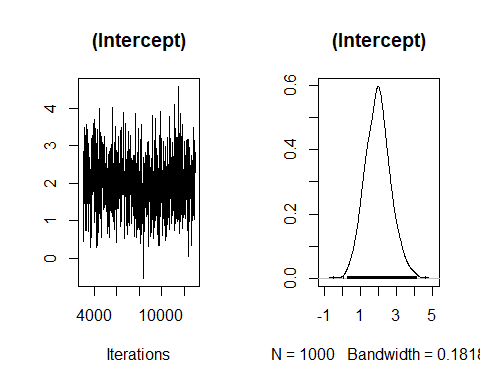 (Intercept)
4
3
2
1
0
4000 10000
Iterations
(Intercept)
0.6
0.4
0.2
0.0
-1 1 3 5
N = 1000 Bandwidth = 0.1818